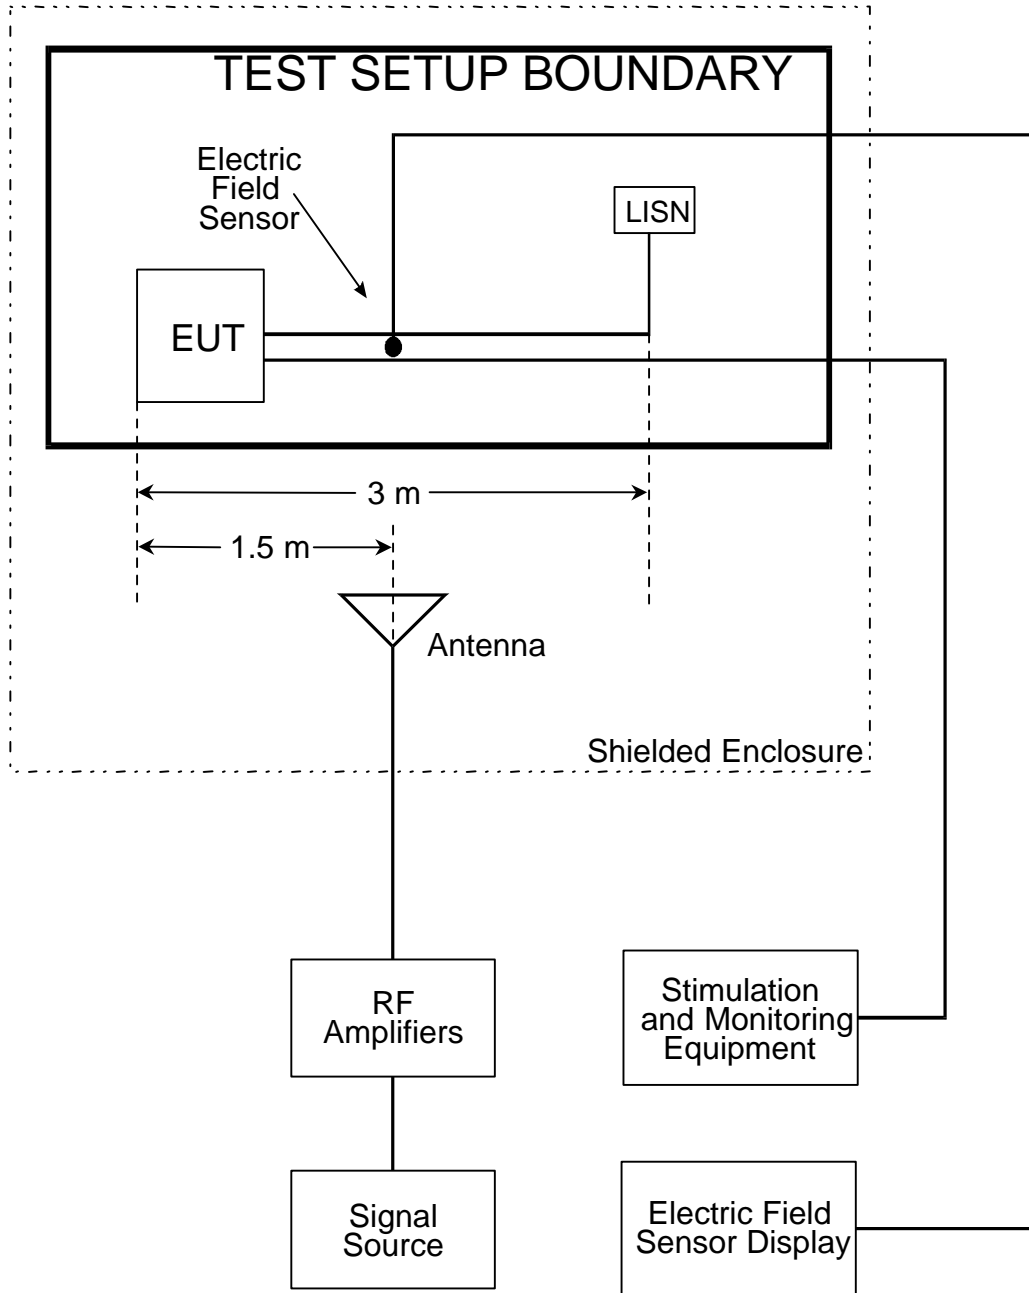 TEST SETUP BOUNDARY
Electric
Field
Sensor
LISN
EUT
3 m
1.5 m
Antenna
Shielded Enclosure
RF
Amplifiers
Stimulation
and Monitoring
Equipment
Signal
Source
Electric Field
Sensor Display